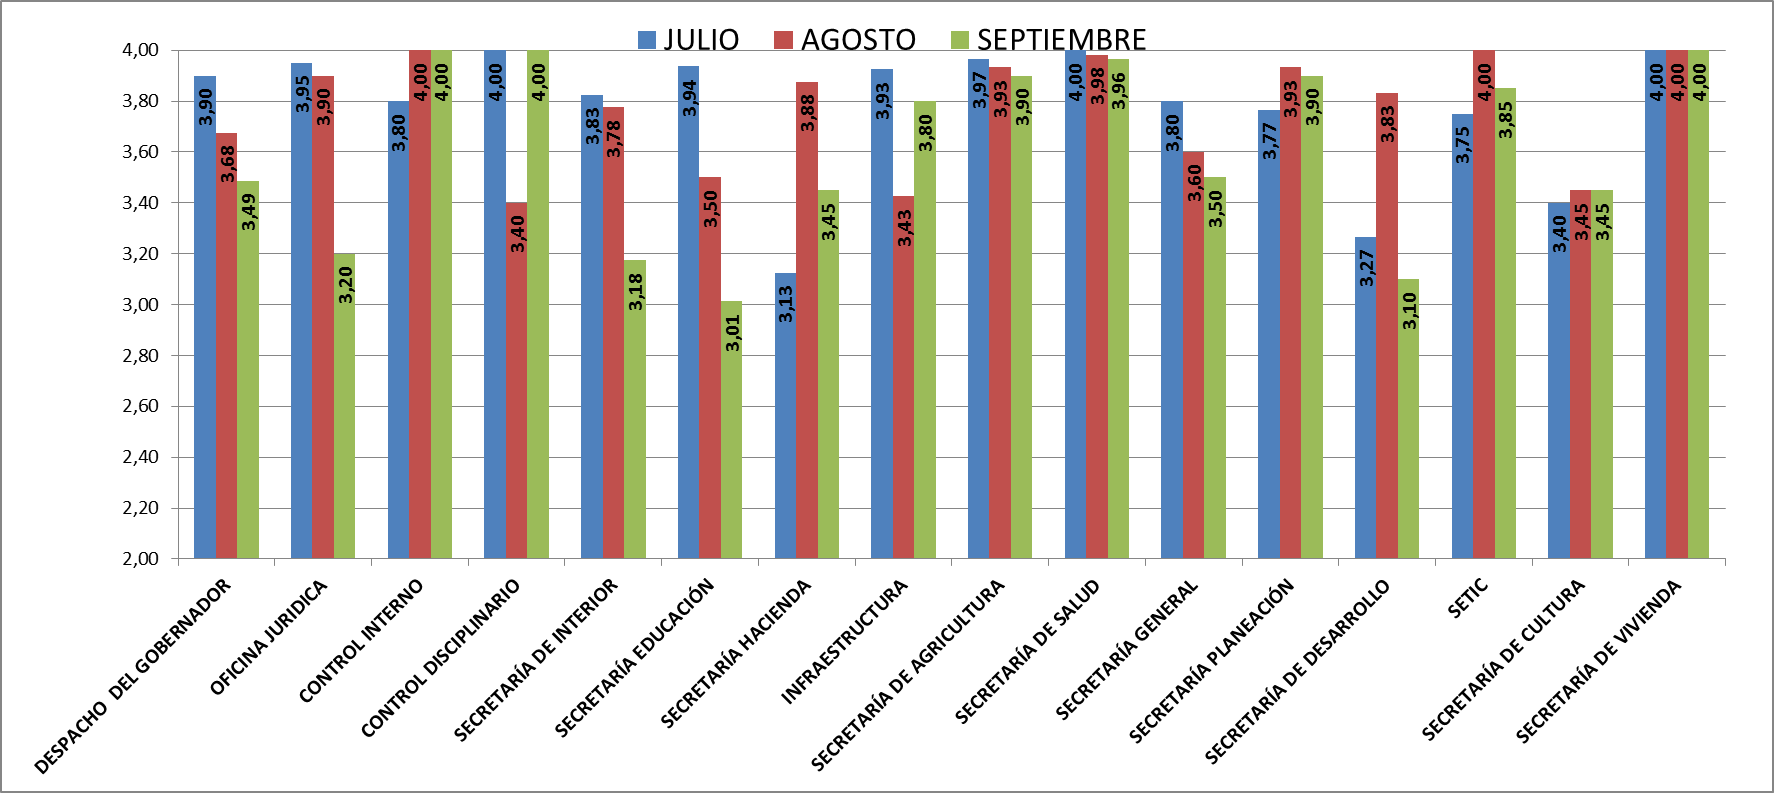 JULIO AGOSTO SEPTIEMBRE
4,00
3,80
3,60
3,40
3,20
3,00
2,80
2,60
2,40
2,20
2,00
3,90 3,68 3,49
3,95 3,90 3,20
3,80 4,00 4,00
4,00 3,40 4,00
3,83 3,78 3,18
3,94 3,50 3,01
3,13 3,88 3,45
3,93 3,43 3,80
3,97 3,93 3,90
4,00 3,98 3,96
3,80 3,60 3,50
3,77 3,93 3,90
3,27 3,83 3,10
3,75 4,00 3,85
3,40 3,45 3,45
4,00 4,00 4,00
DESPACHO DEL GOBERNADOR
OFICINA JURIDICA
CONTROL INTERNO
CONTROL DISCIPLINARIO
SECRETARÍA DE INTERIOR
SECRETARÍA EDUCACIÓN
SECRETARÍA HACIENDA
INFRAESTRUCTURA
SECRETARÍA DE AGRICULTURA
SECRETARÍA DE SALUD
SECRETARÍA GENERAL
SECRETARÍA PLANEACIÓN
SECRETARÍA DE DESARROLLO
SETIC
SECRETARÍA DE CULTURA
SECRETARÍA DE VIVIENDA